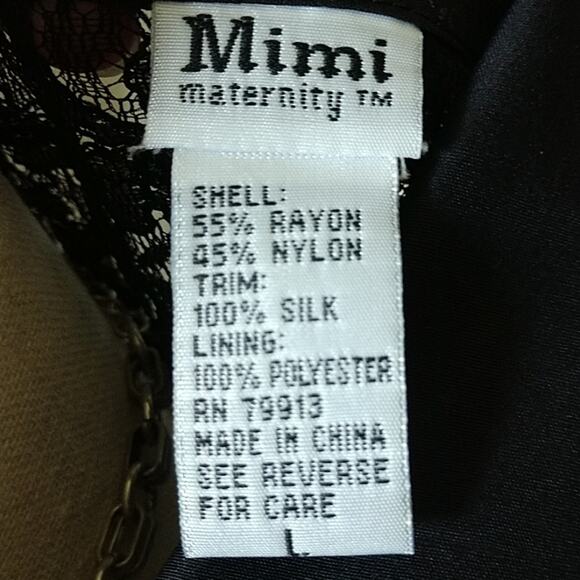 Mimi
maternity ™
SHELL:
55% RAYON
45% NYLON
TRIM:
100% SILK
LINING:
100% POLYESTER
RN 79913
MADE IN CHINA
SEE REVERSE
FOR CARE
L